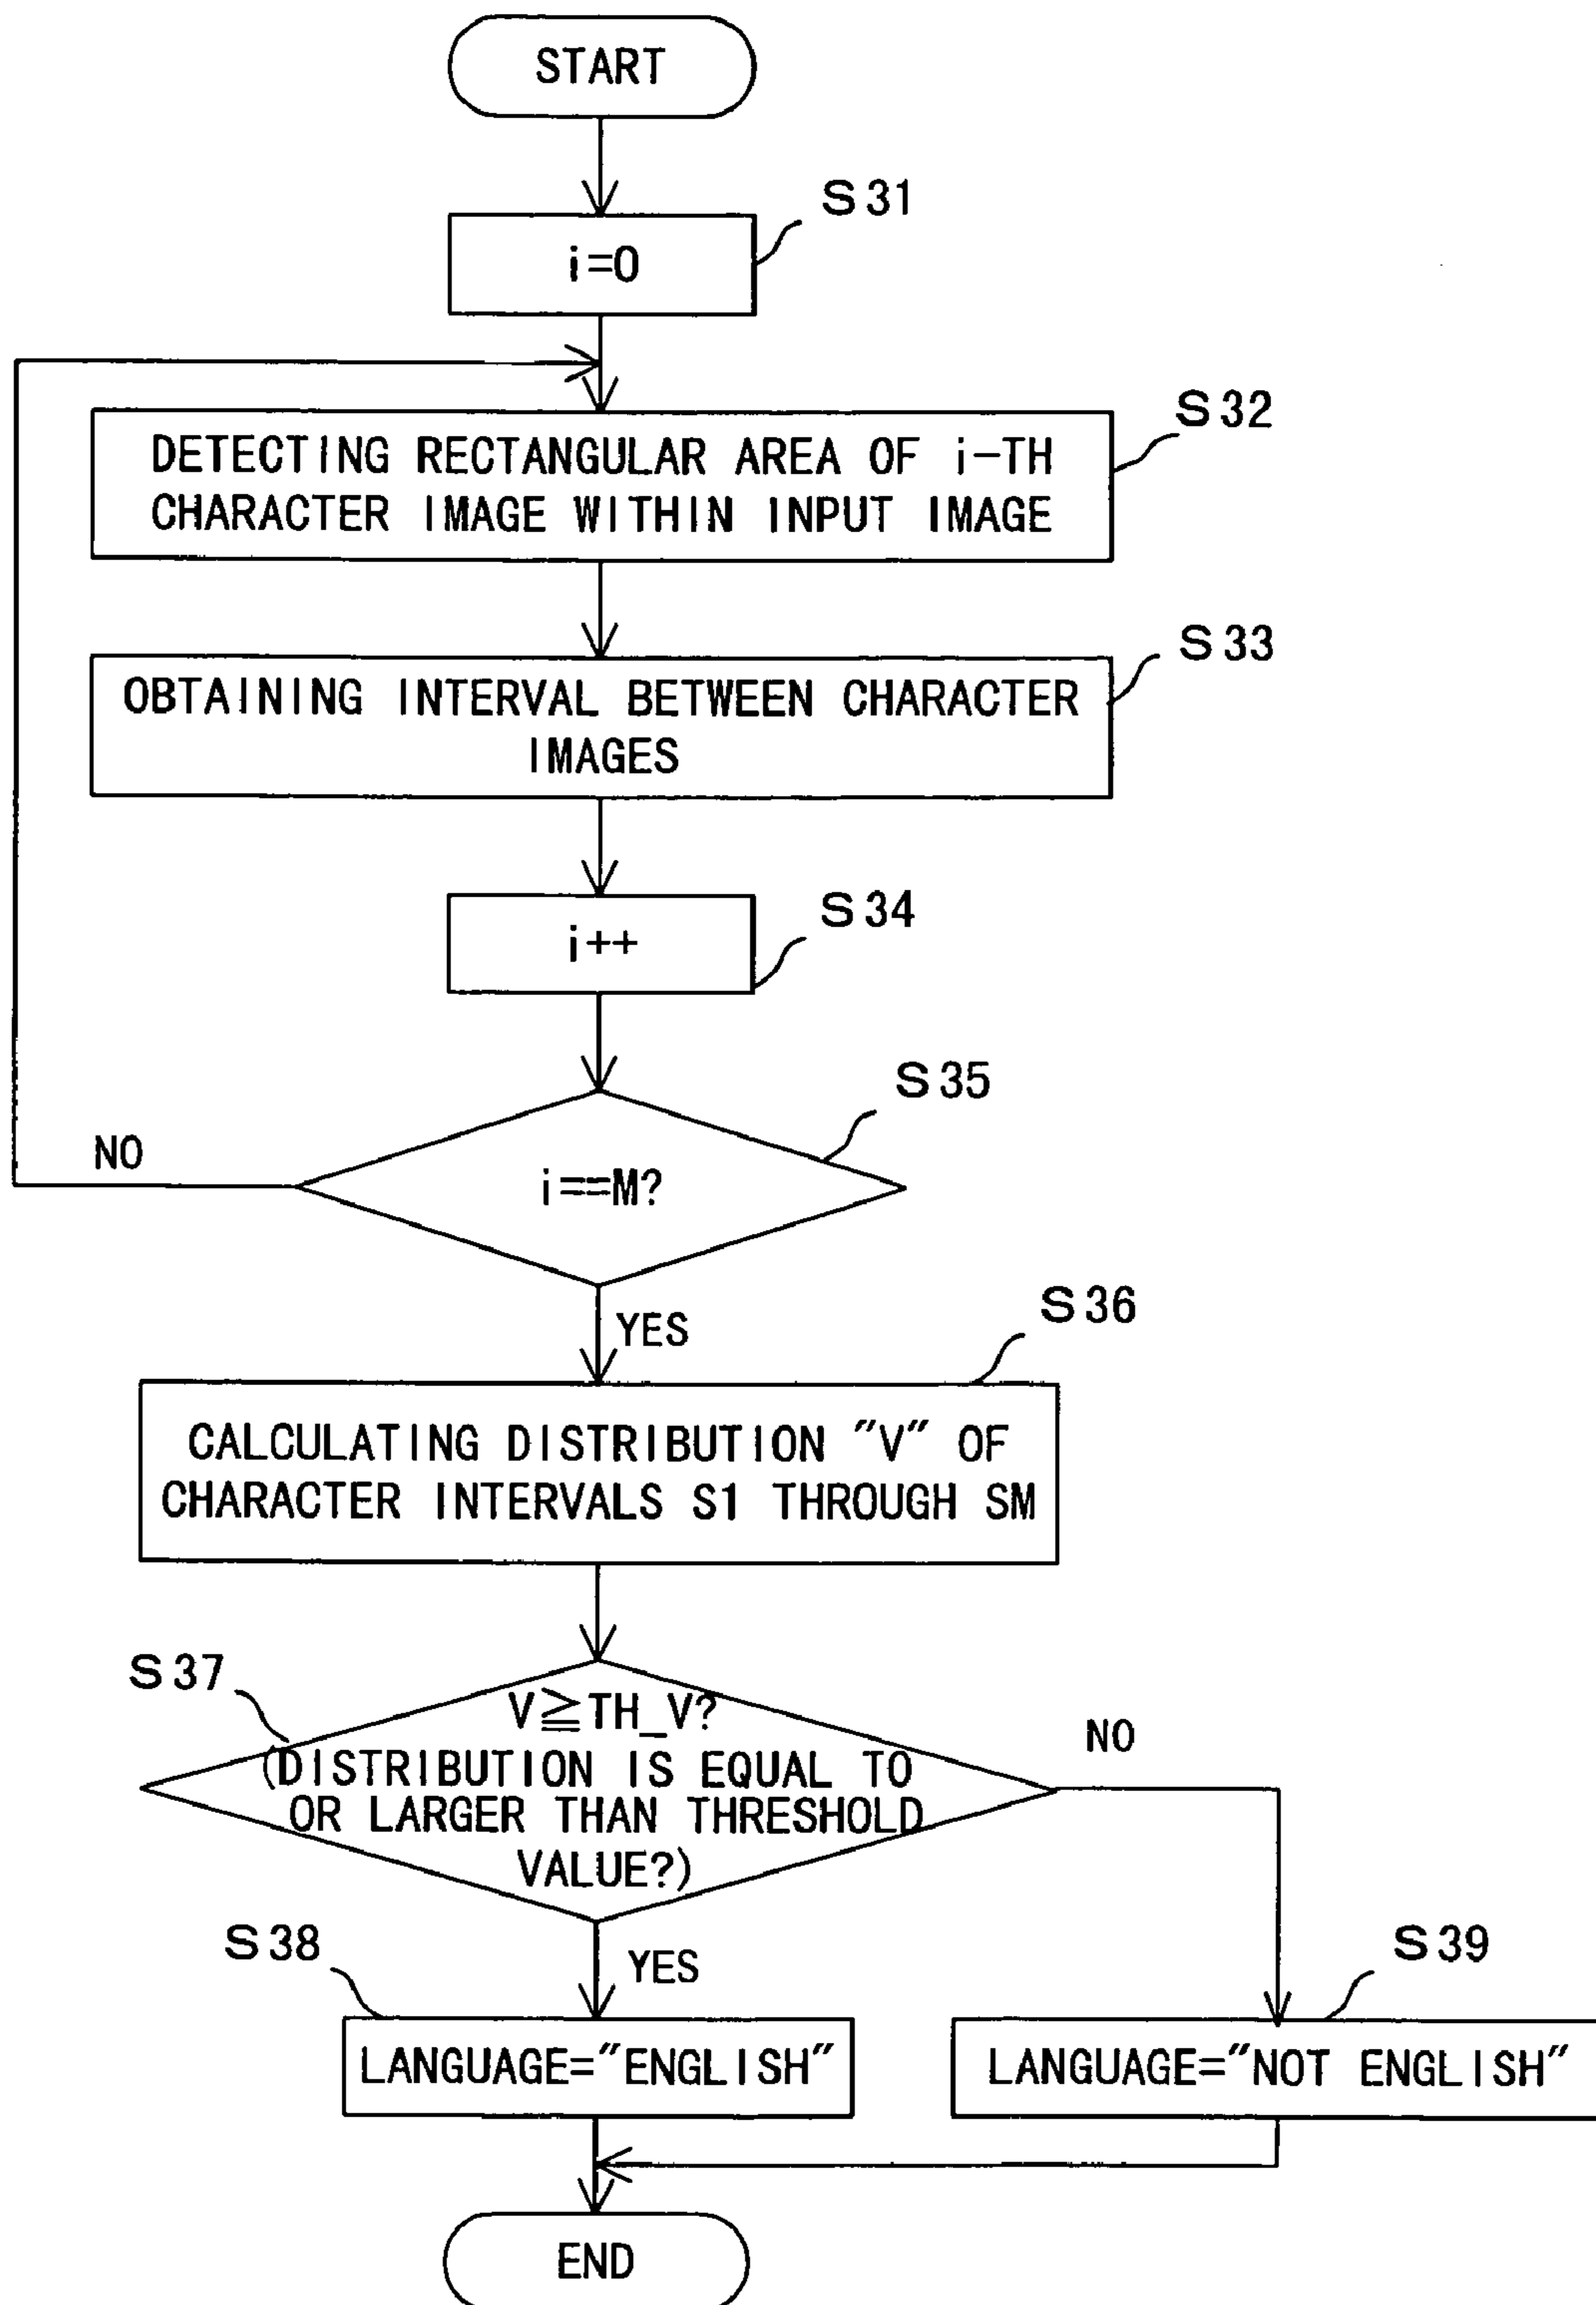 START
S31
i=0
S32
DETECTING RECTANGULAR AREA OF i-TH
CHARACTER IMAGE WITHIN INPUT IMAGE
S33
OBTAINING INTERVAL BETWEEN CHARACTER
IMAGES
S34
i++
S35
NO
i==M?
YES
S36
CALCULATING DISTRIBUTION "V" OF
CHARACTER INTERVALS S1 THROUGH SM
S37
V≧TH_V?
NO
(DISTRIBUTION IS EQUAL TO
OR LARGER THAN THRESHOLD
VALUE?)
S38
YES
S39
LANGUAGE="ENGLISH"
LANGUAGE="NOT ENGLISH"
END